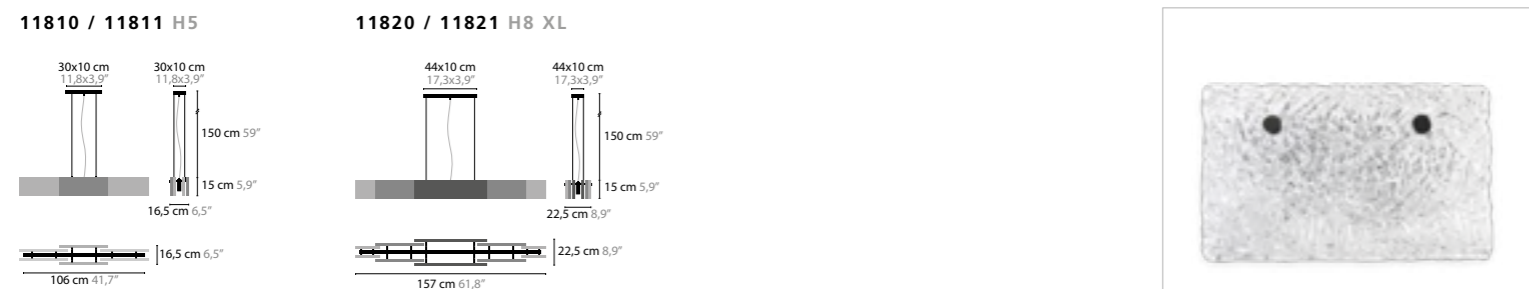 11810 / 11811 H5
30x10 cm
11,8x3,9″
30x10 cm
11,8x3,9″
150 cm 59″
15 cm 5,9″
16,5 cm 6,5″
16,5 cm 6,5″
106 cm 41,7″
11820 / 11821 H8 XL
44x10 cm
17,3x3,9″
44x10 cm
17,3x3,9″
150 cm 59″
15 cm 5,9″
22,5 cm 8,9″
22,5 cm 8,9″
157 cm 61,8″